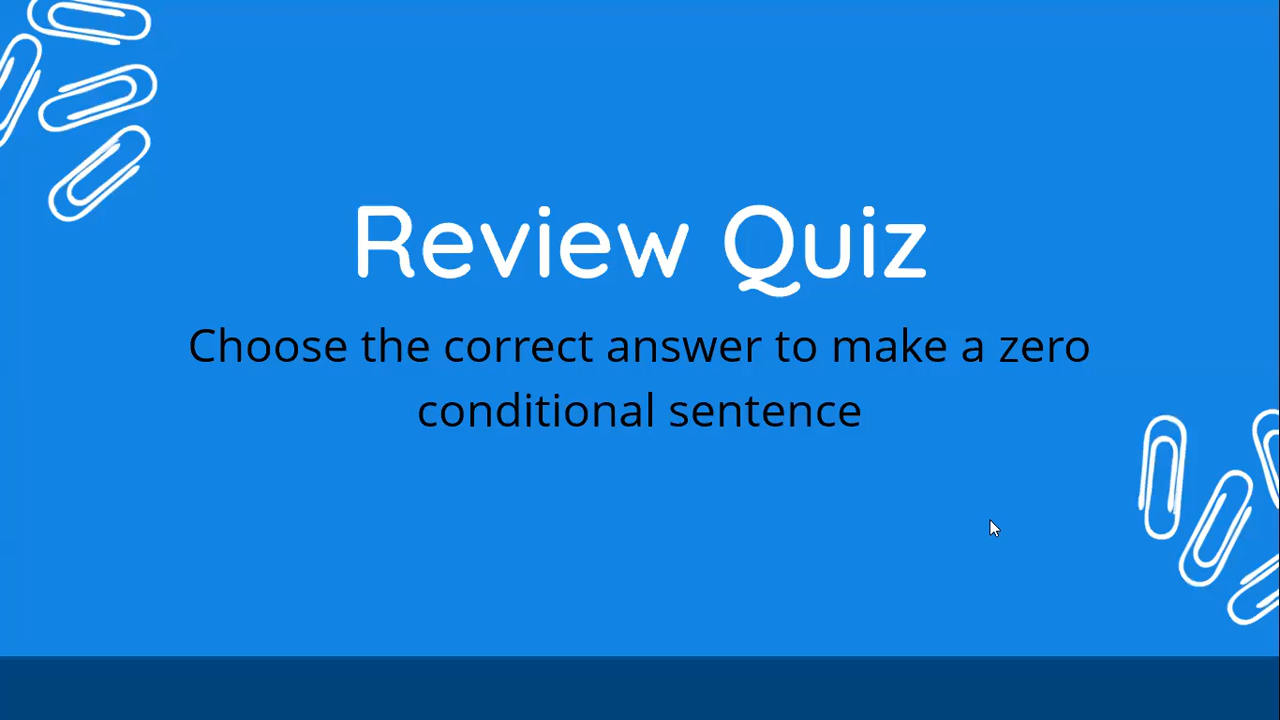 Review Quiz
Choose the correct answer to make a zero
conditional sentence